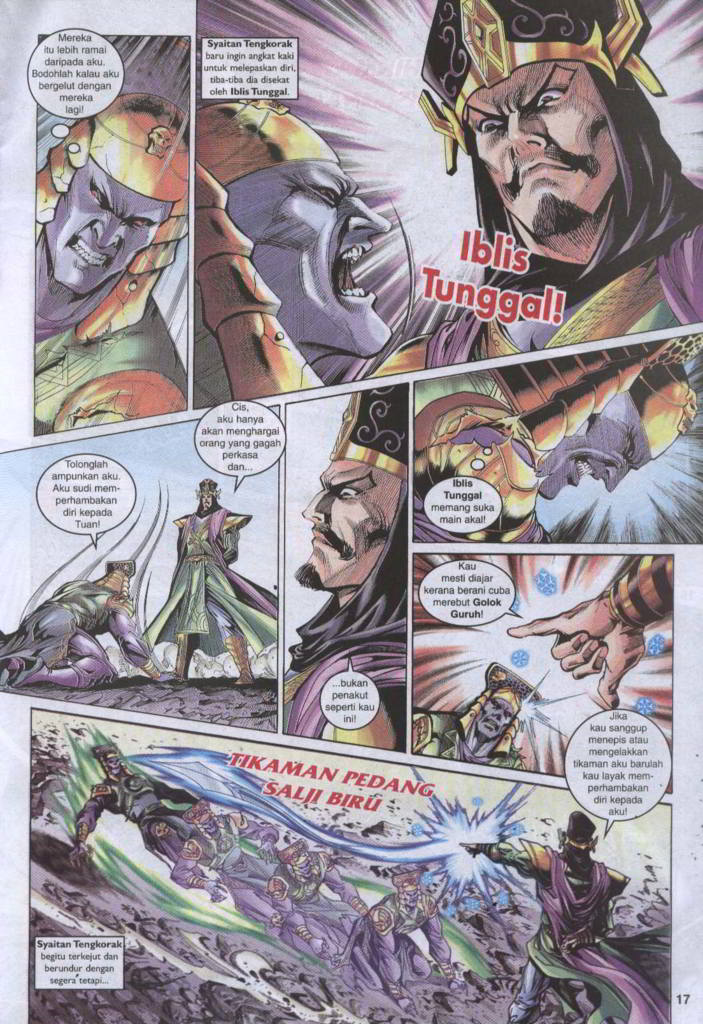 Mereka
itu lebih ramai
daripada aku.
Bodohlah kalau aku
bergelut dengan
mereka
lagi!
Syaitan Tengkorak
baru ingin angkat kaki
untuk melepaskan diri,
tiba-tiba dia disekat
oleh Iblis Tunggal.
Iblis
Tunggal!
Tolonglah
ampunkan aku.
Aku sudi mem-
perhambakan
diri kepada
Tuan!
Cis,
aku hanya
akan menghargai
orang yang gagah
perkasa
dan...
...bukan
penakut
seperti kau
ini!
Iblis
Tunggal
memang suka
main akal!
Kau
mesti diajar
kerana berani cuba
merebut Golok
Guruh!
Jika
kau sanggup
menepis atau
mengelakkan
tikaman aku barulah
kau layak mem-
perhambakan
diri kepada
aku!
TIKAMAN PEDANG
SALJI BIRU
Syaitan Tengkorak
begitu terkejut dan
berundur dengan
segera tetapi...
17